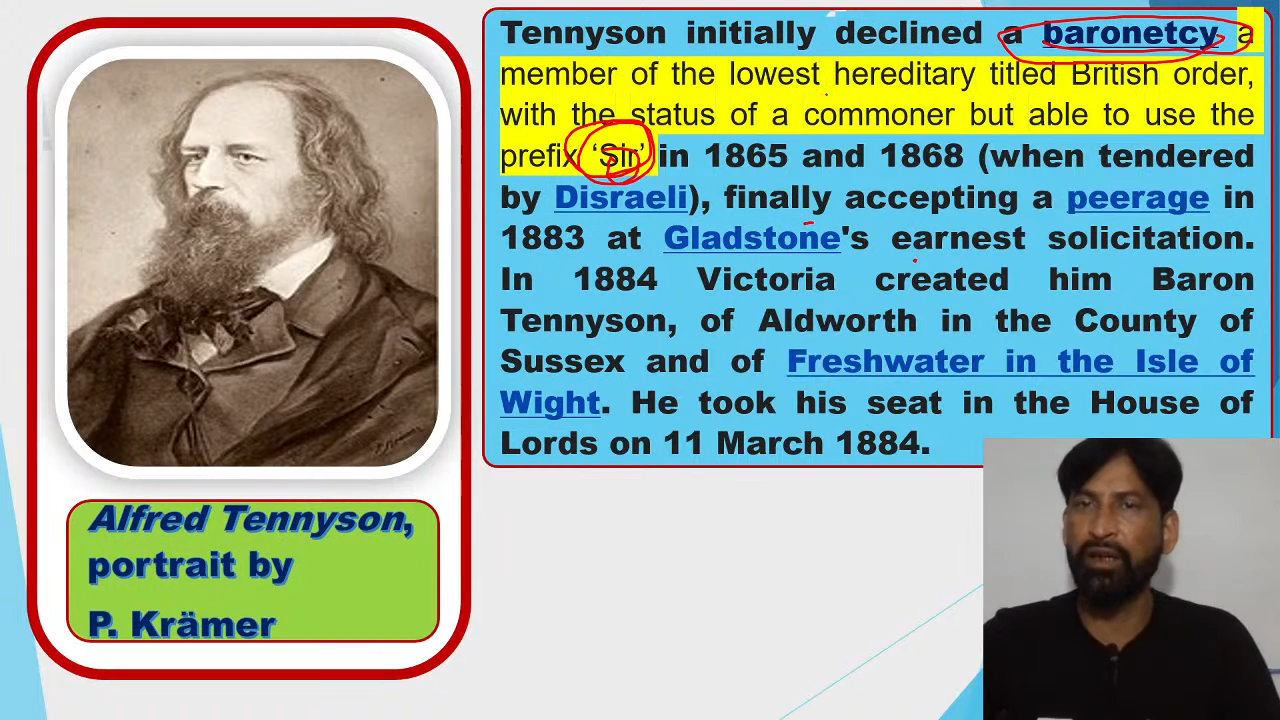 Tennyson initially declined a baronetcy a
member of the lowest hereditary titled British order,
with the status of a commoner but able to use the
prefix ‘Sir’ in 1865 and 1868 (when tendered
by Disraeli), finally accepting a peerage in
1883 at Gladstone's earnest solicitation.
In 1884 Victoria created him Baron
Tennyson, of Aldworth in the County of
Sussex and of Freshwater in the Isle of
Wight. He took his seat in the House of
Lords on 11 March 1884.
Alfred Tennyson,
portrait by
P. Krämer